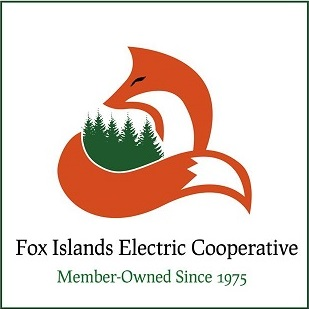 Fox Islands Electric Cooperative
Member-Owned Since 1975